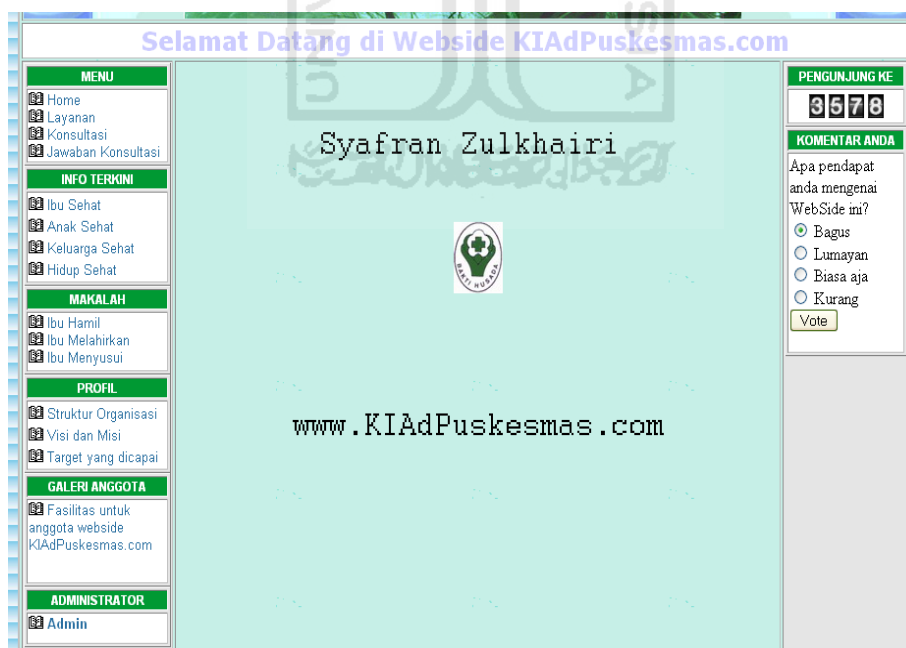 Selamat Datang di Webside KIAdPuskesmas.com
MENU
Home
Layanan
Konsultasi
Jawaban Konsultasi
INFO TERKINI
Ibu Sehat
Anak Sehat
Keluarga Sehat
Hidup Sehat
MAKALAH
Ibu Hamil
Ibu Melahirkan
Ibu Menyusui
PROFIL
Struktur Organisasi
Visi dan Misi
Target yang dicapai
GALERI ANGGOTA
Fasilitas untuk
anggota webside
KIAdPuskesmas.com
ADMINISTRATOR
Admin
Syafran Zulkhairi
BAKTI HUSADA
www.KIAdPuskesmas.com
PENGUNJUNG KE
3578
KOMENTAR ANDA
Apa pendapat
anda mengenai
WebSide ini?
Bagus
Lumayan
Biasa aja
Kurang
Vote